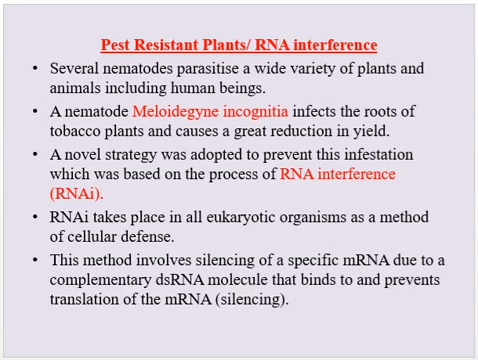 Pest Resistant Plants/ RNA interference
• Several nematodes parasitise a wide variety of plants and
animals including human beings.
• A nematode Meloidegyne incognitia infects the roots of
tobacco plants and causes a great reduction in yield.
• A novel strategy was adopted to prevent this infestation
which was based on the process of RNA interference
(RNAi).
• RNAi takes place in all eukaryotic organisms as a method
of cellular defense.
• This method involves silencing of a specific mRNA due to a
complementary dsRNA molecule that binds to and prevents
translation of the mRNA (silencing).